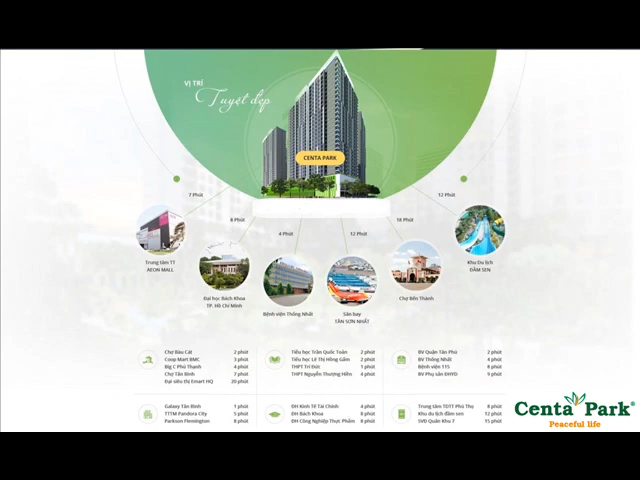 VỊ TRÍ
Tuyệt đẹp
CENTA PARK
7 Phút
8 Phút
4 Phút
12 Phút
18 Phút
12 Phút
Trung tâm TT
AEON MALL
Đại học Bách Khoa
TP. Hồ Chí Minh
Bệnh viện Thống Nhất
Sân bay
TÂN SƠN NHẤT
Chợ Bến Thành
Khu Du lịch
ĐẦM SEN
Chợ Bàu Cát 2 phút
Coop Mart BMC 3 phút
Big C Phú Thạnh 4 phút
Chợ Tân Bình 7 phút
Đại siêu thị Emart HQ 20 phút
Tiểu học Trần Quốc Toản 2 phút
Tiểu học Lê Thị Hồng Gấm 2 phút
THPT Trí Đức 1 phút
THPT Nguyễn Thượng Hiền 4 phút
BV Quận Tân Phú 2 phút
BV Thống Nhất 4 phút
Bệnh viện 115 8 phút
BV Phụ sản ĐHYD 9 phút
Galaxy Tân Bình 1 phút
TTTM Pandora City 5 phút
Parkson Flemington 8 phút
ĐH Kinh Tế Tài Chính 4 phút
ĐH Bách Khoa 8 phút
ĐH Công Nghiệp Thực Phẩm 8 phút
Trung tâm TDTT Phú Thọ 8 phút
Khu du lịch đầm sen 12 phút
SVĐ Quân Khu 7 15 phút
Centa Park®
Peaceful life